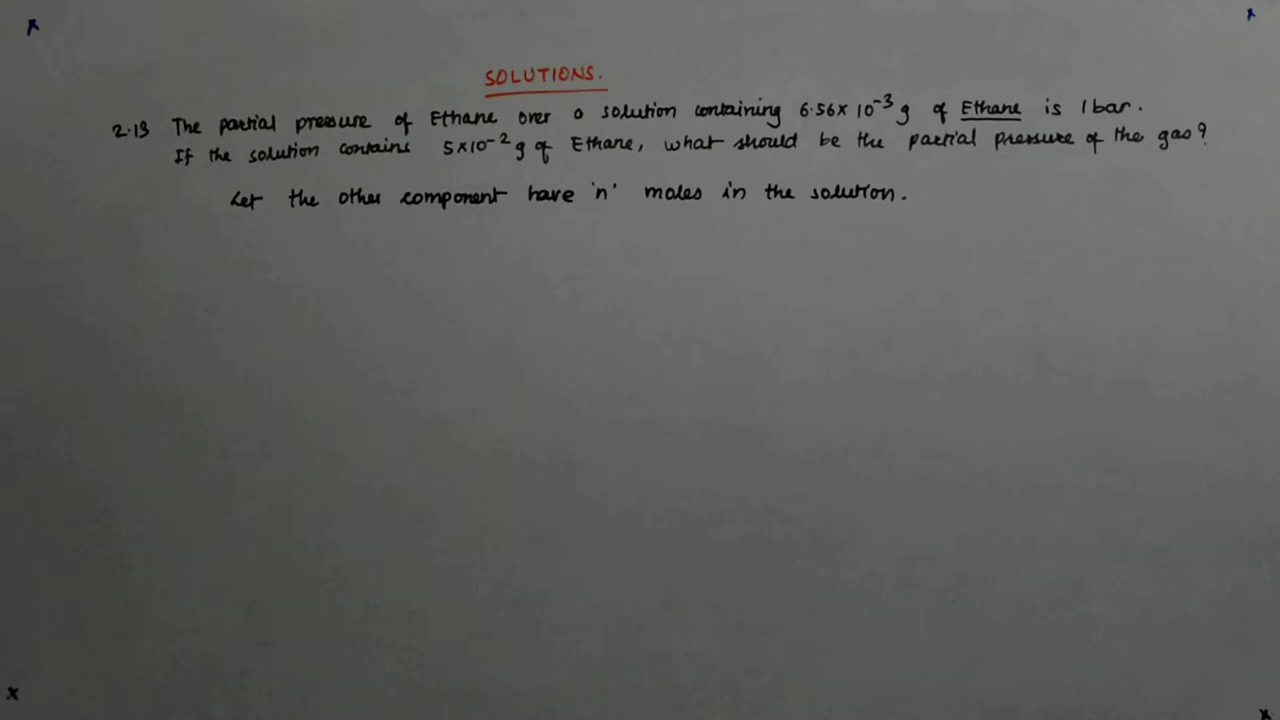 SOLUTIONS.
2.13 The partial pressure of Ethane over a solution containing 6.56 × 10⁻³ g of Ethane is 1 bar.
If the solution contains 5 × 10⁻² g of Ethane, what should be the partial pressure of the gas?
Let the other component have 'n' moles in the solution.